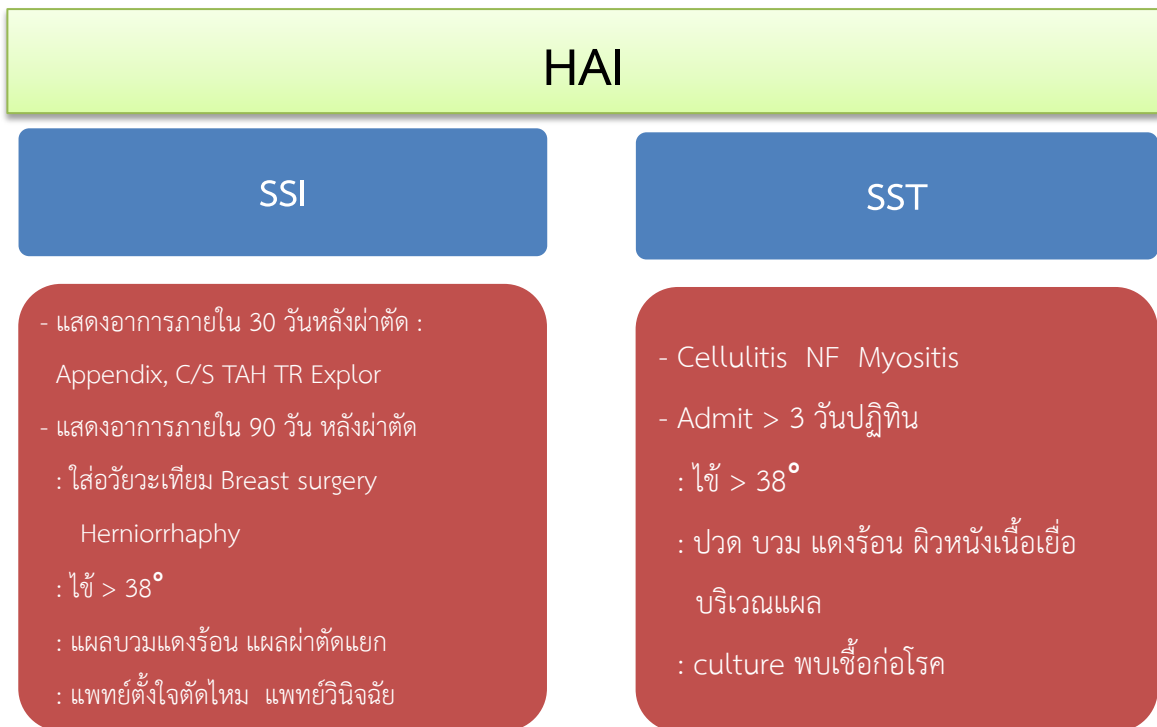 HAI
SSI
- แสดงอาการภายใน 30 วันหลังผ่าตัด :
Appendix, C/S TAH TR Explor
- แสดงอาการภายใน 90 วัน หลังผ่าตัด
: ใส่อวัยวะเทียม Breast surgery
Herniorrhaphy
: ไข้ > 38°
: แผลบวมแดงร้อน แผลผ่าตัดแยก
: แพทย์ตั้งใจตัดไหม แพทย์วินิจฉัย
SST
- Cellulitis NF Myositis
- Admit > 3 วันปฏิทิน
: ไข้ > 38°
: ปวด บวม แดงร้อน ผิวหนังเนื้อเยื่อ
บริเวณแผล
: culture พบเชื้อก่อโรค